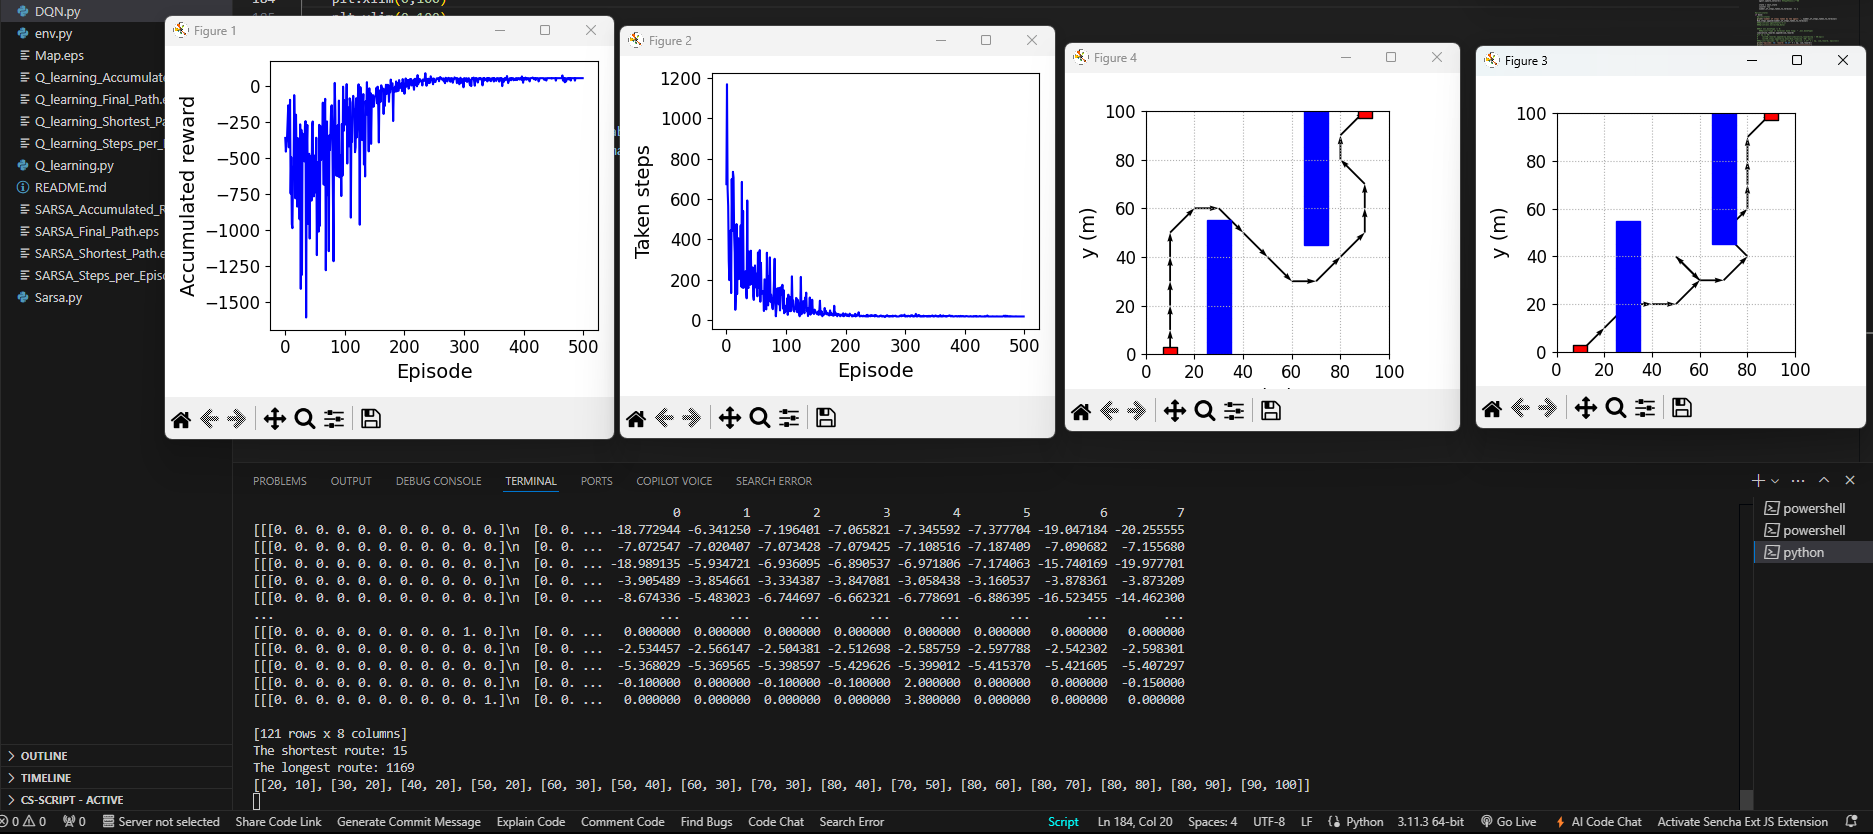 DQN.py
env.py
Map.eps
Q_learning_Accumulate
Q_learning_Final_Path.
Q_learning_Shortest_Pa
Q_learning_Steps_per_
Q_learning.py
README.md
SARSA_Accumulated_R
SARSA_Final_Path.eps
SARSA_Shortest_Path.e
SARSA_Steps_per_Episo
Sarsa.py
OUTLINE
TIMELINE
CS-SCRIPT - ACTIVE
184
Figure 1
0
−250
−500
−750
−1000
−1250
−1500
Accumulated reward
0 100 200 300 400 500
Episode
Figure 2
1200
1000
800
600
400
200
0
Taken steps
0 100 200 300 400 500
Episode
Figure 4
100
80
60
40
20
0
y (m)
0 20 40 60 80 100
Figure 3
100
80
60
40
20
0
y (m)
0 20 40 60 80 100
PROBLEMS OUTPUT DEBUG CONSOLE TERMINAL PORTS COPILOT VOICE SEARCH ERROR
0 1 2 3 4 5 6 7
[[[0. 0. 0. 0. 0. 0. 0. 0. 0. 0. 0.]\n [0. 0. ... -18.772944 -6.341250 -7.196401 -7.065821 -7.345592 -7.377704 -19.047184 -20.255555
[[[0. 0. 0. 0. 0. 0. 0. 0. 0. 0. 0.]\n [0. 0. ... -7.072547 -7.020407 -7.073428 -7.079425 -7.108516 -7.187409 -7.090682 -7.155680
[[[0. 0. 0. 0. 0. 0. 0. 0. 0. 0. 0.]\n [0. 0. ... -18.989135 -5.934721 -6.936095 -6.890537 -6.971806 -7.174063 -15.740169 -19.977701
[[[0. 0. 0. 0. 0. 0. 0. 0. 0. 0. 0.]\n [0. 0. ... -3.905489 -3.854661 -3.334387 -3.847081 -3.058438 -3.160537 -3.878361 -3.873209
[[[0. 0. 0. 0. 0. 0. 0. 0. 0. 0. 0.]\n [0. 0. ... -8.674336 -5.483023 -6.744697 -6.662321 -6.778691 -6.886395 -16.523455 -14.462300
... ... ... ... ... ... ... ... ...
[[[0. 0. 0. 0. 0. 0. 0. 0. 0. 1. 0.]\n [0. 0. ... 0.000000 0.000000 0.000000 0.000000 0.000000 0.000000 0.000000 0.000000
[[[0. 0. 0. 0. 0. 0. 0. 0. 0. 0. 0.]\n [0. 0. ... -2.534457 -2.566147 -2.504381 -2.512698 -2.585759 -2.597788 -2.542302 -2.598301
[[[0. 0. 0. 0. 0. 0. 0. 0. 0. 0. 0.]\n [0. 0. ... -5.368029 -5.369565 -5.398597 -5.429626 -5.399012 -5.415370 -5.421605 -5.407297
[[[0. 0. 0. 0. 0. 0. 0. 0. 0. 0. 0.]\n [0. 0. ... -0.100000 0.000000 -0.100000 -0.100000 2.000000 0.000000 0.000000 -0.150000
[[[0. 0. 0. 0. 0. 0. 0. 0. 0. 0. 1.]\n [0. 0. ... 0.000000 0.000000 0.000000 0.000000 3.800000 0.000000 0.000000 0.000000
[121 rows x 8 columns]
The shortest route: 15
The longest route: 1169
[[20, 10], [30, 20], [40, 20], [50, 20], [60, 30], [50, 40], [60, 30], [70, 30], [80, 40], [70, 50], [80, 60], [80, 70], [80, 80], [80, 90], [90, 100]]
powershell
powershell
python
0 0 0 Server not selected Share Code Link Generate Commit Message Explain Code Comment Code Find Bugs Code Chat Search Error Script Ln 184, Col 20 Spaces: 4 UTF-8 LF Python 3.11.3 64-bit Go Live AI Code Chat Activate Sencha Ext JS Extension